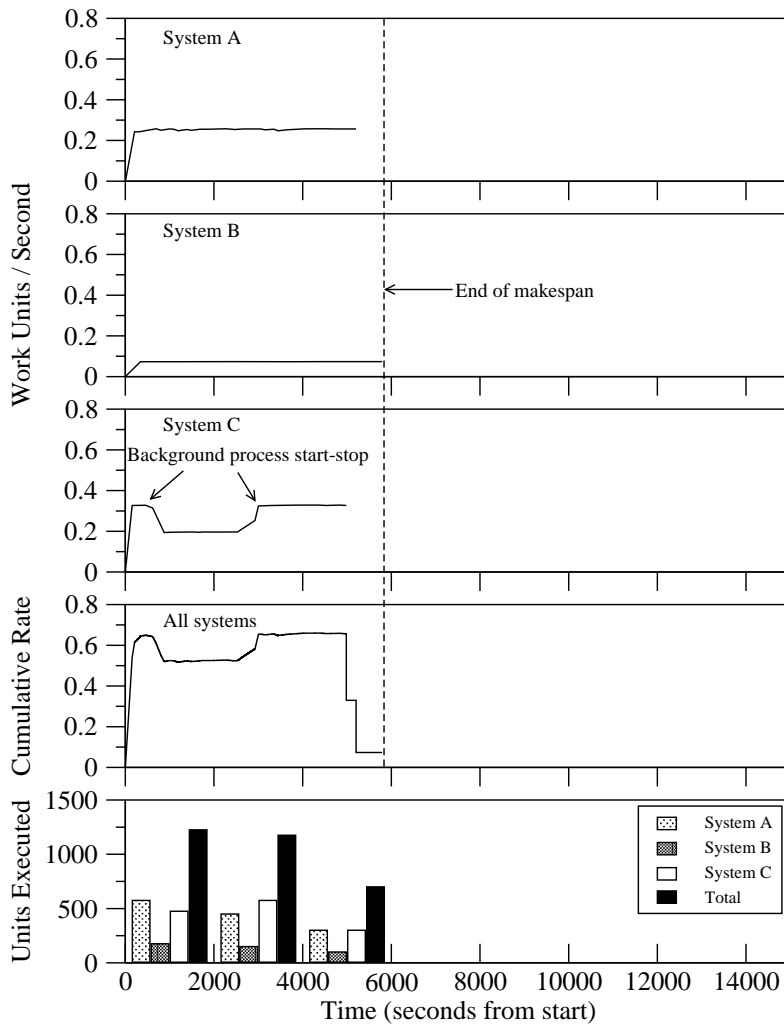 0.8
System A
0.6
0.4
0.2
0
0.8
System B
0.6
0.4
End of makespan
0.2
0
Work Units / Second
0.8
System C
0.6
Background process start-stop
0.4
0.2
0
0.8
All systems
0.6
0.4
0.2
0
Cumulative Rate
1500
1000
500
0
Units Executed
System A
System B
System C
Total
0 2000 4000 6000 8000 10000 12000 14000
Time (seconds from start)